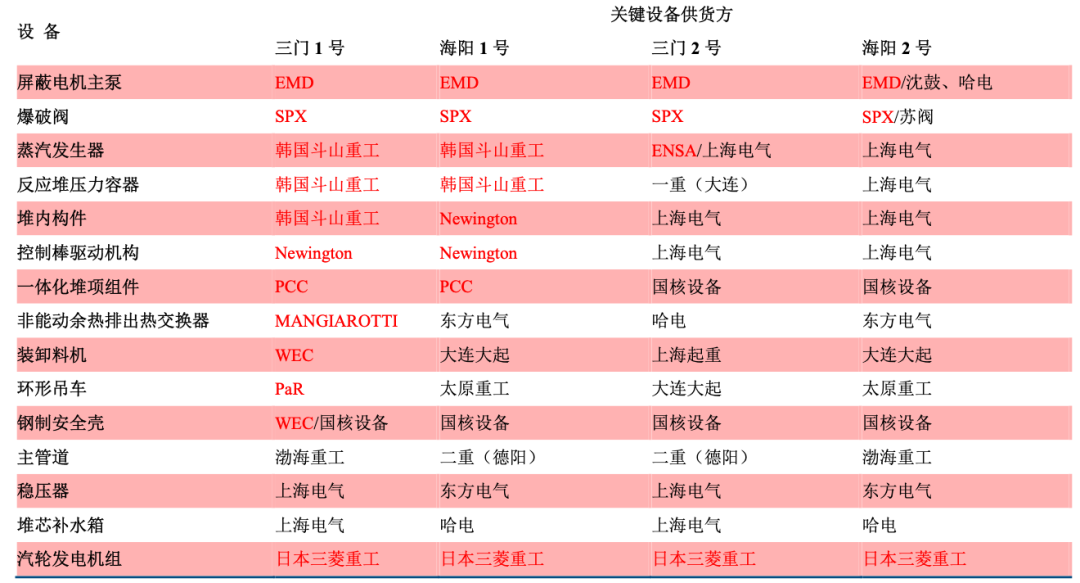 关键设备供货方
设 备
三门 1 号 海阳 1 号 三门 2 号 海阳 2 号
屏蔽电机主泵 EMD EMD EMD EMD/沈鼓、哈电
爆破阀 SPX SPX SPX SPX/苏阀
蒸汽发生器 韩国斗山重工 韩国斗山重工 ENSA/上海电气 上海电气
反应堆压力容器 韩国斗山重工 韩国斗山重工 一重（大连） 上海电气
堆内构件 韩国斗山重工 Newington 上海电气 上海电气
控制棒驱动机构 Newington Newington 上海电气 上海电气
一体化堆项组件 PCC PCC 国核设备 国核设备
非能动余热排出热交换器 MANGIAROTTI 东方电气 哈电 东方电气
装卸料机 WEC 大连大起 上海起重 大连大起
环形吊车 PaR 太原重工 大连大起 太原重工
钢制安全壳 WEC/国核设备 国核设备 国核设备 国核设备
主管道 渤海重工 二重（德阳） 二重（德阳） 渤海重工
稳压器 上海电气 东方电气 上海电气 东方电气
堆芯补水箱 上海电气 哈电 上海电气 哈电
汽轮发电机组 日本三菱重工 日本三菱重工 日本三菱重工 日本三菱重工